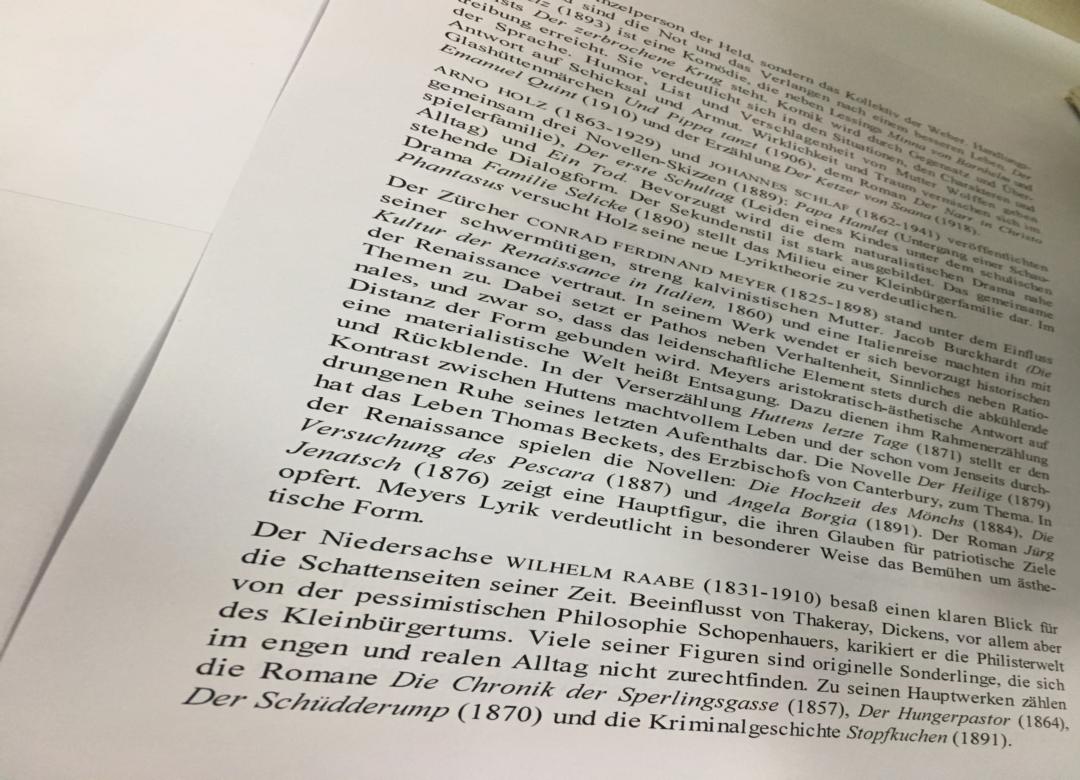 nzelperson der Held, sondern das Kollektiv der Weber. Handlungs-
d sind die Not und das Verlangen nach einem besseren Leben. Der
lz (1893) ist eine Komödie, die neben Lessings Minna von Barnhelm und
ists Der zerbrochene Krug steht. Komik wird durch Gegensatz und Über-
treibung erreicht. Sie verdeutlicht sich in den Situationen, den Charakteren und
der Sprache. Humor, List und Verschlagenheit von Mutter Wolffen geben
Antwort auf Schicksal und Armut. Wirklichkeit und Traum vermischen sich im
Glashüttenmärchen Und Pippa tanzt (1906), dem Roman Der Narr in Christo
Emanuel Quint (1910) und der Erzählung Der Ketzer von Soana (1918).
ARNO HOLZ (1863-1929) und JOHANNES SCHLAF (1862-1941) veröffentlichten
gemeinsam drei Novellen-Skizzen (1889): Papa Hamlet (Untergang einer Schau-
spielerfamilie), Der erste Schultag (Leiden eines Kindes unter dem schulischen
Alltag) und Ein Tod. Bevorzugt wird die dem naturalistischen Drama nahe
stehende Dialogform. Der Sekundenstil ist stark ausgebildet. Das gemeinsame
Drama Familie Selicke (1890) stellt das Milieu einer Kleinbürgerfamilie dar. Im
Phantasus versucht Holz seine neue Lyriktheorie zu verdeutlichen.
Der Zürcher CONRAD FERDINAND MEYER (1825-1898) stand unter dem Einfluss
seiner schwermütigen, streng kalvinistischen Mutter. Jacob Burckhardt (Die
Kultur der Renaissance in Italien, 1860) und eine Italienreise machten ihn mit
der Renaissance vertraut. In seinem Werk wendet er sich bevorzugt historischen
Themen zu. Dabei setzt er Pathos neben Verhaltenheit, Sinnliches neben Ratio-
nales, und zwar so, dass das leidenschaftliche Element stets durch die abkühlende
Distanz der Form gebunden wird. Meyers aristokratisch-ästhetische Antwort auf
eine materialistische Welt heißt Entsagung. Dazu dienen ihm Rahmenerzählung
und Rückblende. In der Verserzählung Huttens letzte Tage (1871) stellt er den
Kontrast zwischen Huttens machtvollem Leben und der schon vom Jenseits durch-
drungenen Ruhe seines letzten Aufenthalts dar. Die Novelle Der Heilige (1879)
hat das Leben Thomas Beckets, des Erzbischofs von Canterbury, zum Thema. In
der Renaissance spielen die Novellen: Die Hochzeit des Mönchs (1884), Die
Versuchung des Pescara (1887) und Angela Borgia (1891). Der Roman Jürg
Jenatsch (1876) zeigt eine Hauptfigur, die ihren Glauben für patriotische Ziele
opfert. Meyers Lyrik verdeutlicht in besonderer Weise das Bemühen um ästhe-
tische Form.
Der Niedersachse WILHELM RAABE (1831-1910) besaß einen klaren Blick für
die Schattenseiten seiner Zeit. Beeinflusst von Thakeray, Dickens, vor allem aber
von der pessimistischen Philosophie Schopenhauers, karikiert er die Philisterwelt
des Kleinbürgertums. Viele seiner Figuren sind originelle Sonderlinge, die sich
im engen und realen Alltag nicht zurechtfinden. Zu seinen Hauptwerken zählen
die Romane Die Chronik der Sperlingsgasse (1857), Der Hungerpastor (1864),
Der Schüdderump (1870) und die Kriminalgeschichte Stopfkuchen (1891).